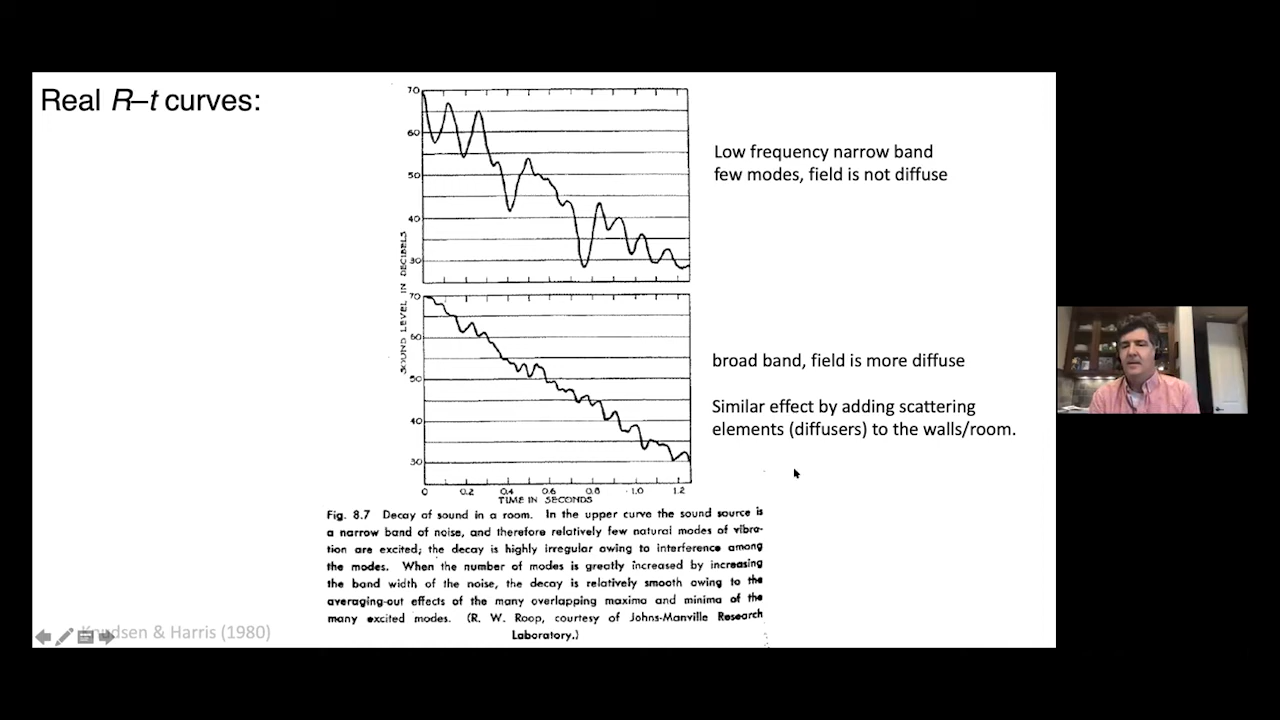 Real R–t curves:
70
60
50
40
30
Low frequency narrow band
few modes, field is not diffuse
SOUND LEVEL IN DECIBELS
70
60
50
40
30
broad band, field is more diffuse
Similar effect by adding scattering
elements (diffusers) to the walls/room.
0 0.2 0.4 0.6 0.8 1.0 1.2
TIME IN SECONDS
Fig. 8.7 Decay of sound in a room. In the upper curve the sound source is
a narrow band of noise, and therefore relatively few natural modes of vibra-
tion are excited; the decay is highly irregular owing to interference among
the modes. When the number of modes is greatly increased by increasing
the band width of the noise, the decay is relatively smooth owing to the
averaging-out effects of the many overlapping maxima and minima of the
many excited modes. (R. W. Roop, courtesy of Johns-Manville Research
Laboratory.)
Knudsen & Harris (1980)